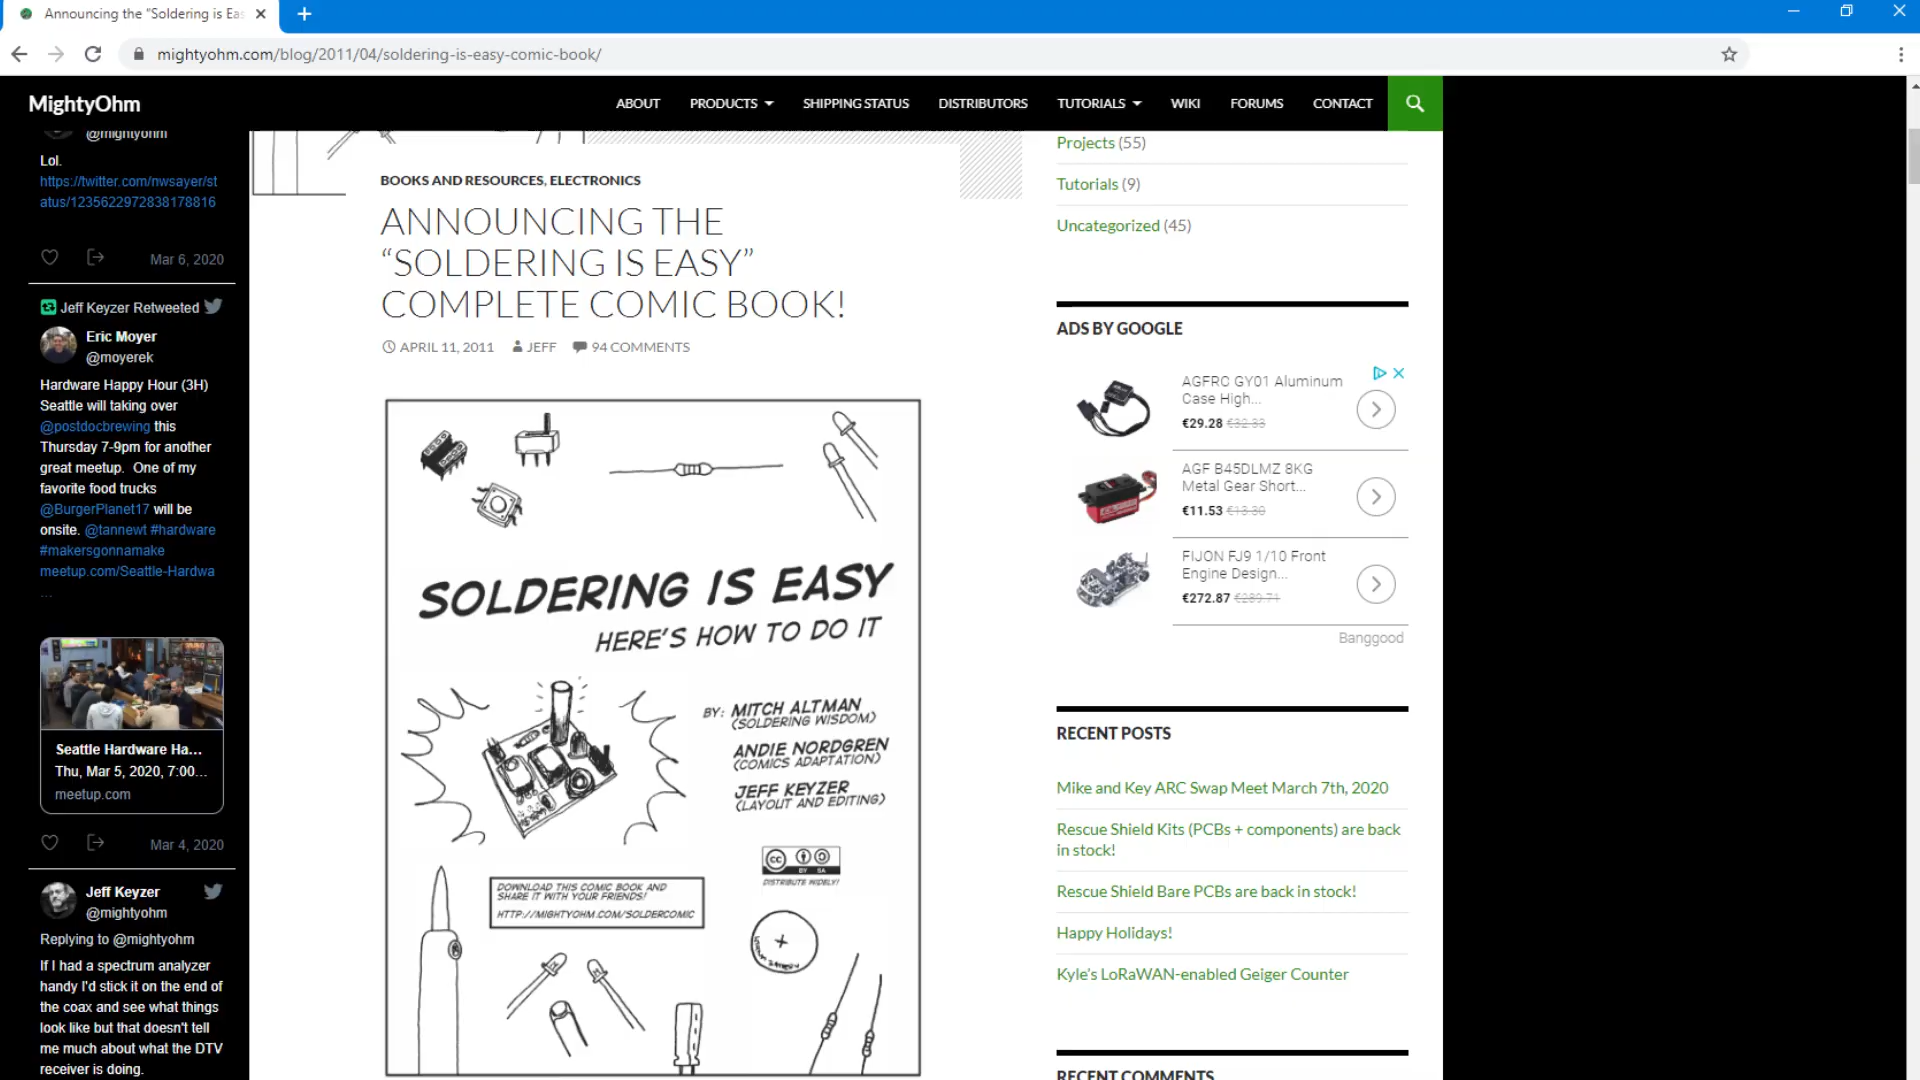 Announcing the “Soldering is Eas
mightyohm.com/blog/2011/04/soldering-is-easy-comic-book/
MightyOhm
ABOUT
PRODUCTS
SHIPPING STATUS
DISTRIBUTORS
TUTORIALS
WIKI
FORUMS
CONTACT
@mightyohm
Lol.
https://twitter.com/nwsayer/st
atus/1235622972838178816
Mar 6, 2020
Jeff Keyzer Retweeted
Eric Moyer
@moyerek
Hardware Happy Hour (3H)
Seattle will taking over
@postdocbrewing this
Thursday 7-9pm for another
great meetup. One of my
favorite food trucks
@BurgerPlanet17 will be
onsite. @tannewt #hardware
#makersgonnamake
meetup.com/Seattle-Hardwa
…
Seattle Hardware Ha...
Thu, Mar 5, 2020, 7:00...
meetup.com
Mar 4, 2020
Jeff Keyzer
@mightyohm
Replying to @mightyohm
If I had a spectrum analyzer
handy I'd stick it on the end of
the coax and see what things
look like but that doesn't tell
me much about what the DTV
receiver is doing.
BOOKS AND RESOURCES, ELECTRONICS
ANNOUNCING THE
“SOLDERING IS EASY”
COMPLETE COMIC BOOK!
APRIL 11, 2011
JEFF
94 COMMENTS
SOLDERING IS EASY
HERE'S HOW TO DO IT
BY: MITCH ALTMAN
(SOLDERING WISDOM)
ANDIE NORDGREN
(COMICS ADAPTATION)
JEFF KEYZER
(LAYOUT AND EDITING)
CC
BY SA
DISTRIBUTE WIDELY!
DOWNLOAD THIS COMIC BOOK AND
SHARE IT WITH YOUR FRIENDS!
HTTP://MIGHTYOHM.COM/SOLDERCOMIC
+
Projects (55)
Tutorials (9)
Uncategorized (45)
ADS BY GOOGLE
AGFRC GY01 Aluminum
Case High...
€29.28 €32.33
AGF B45DLMZ 8KG
Metal Gear Short...
€11.53 €13.30
FIJON FJ9 1/10 Front
Engine Design...
€272.87 €289.71
Banggood
RECENT POSTS
Mike and Key ARC Swap Meet March 7th, 2020
Rescue Shield Kits (PCBs + components) are back
in stock!
Rescue Shield Bare PCBs are back in stock!
Happy Holidays!
Kyle's LoRaWAN-enabled Geiger Counter
RECENT COMMENTS